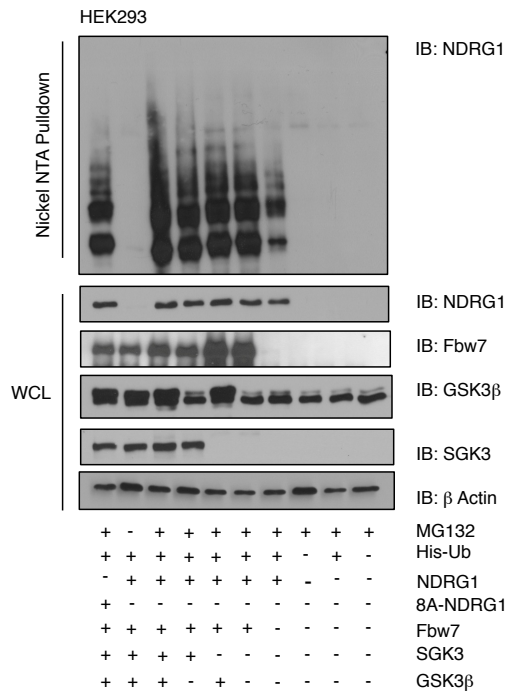 HEK293
Nickel NTA Pulldown
IB: NDRG1
WCL
IB: NDRG1
IB: Fbw7
IB: GSK3β
IB: SGK3
IB: β Actin
+ - + + + + + + + + MG132
+ + + + + + + - + - His-Ub
- + + + + + + - - - NDRG1
+ - - - - - - - - - 8A-NDRG1
+ + + + + + - - - - Fbw7
+ + + + - - - - - - SGK3
+ + + - + - - - - - GSK3β